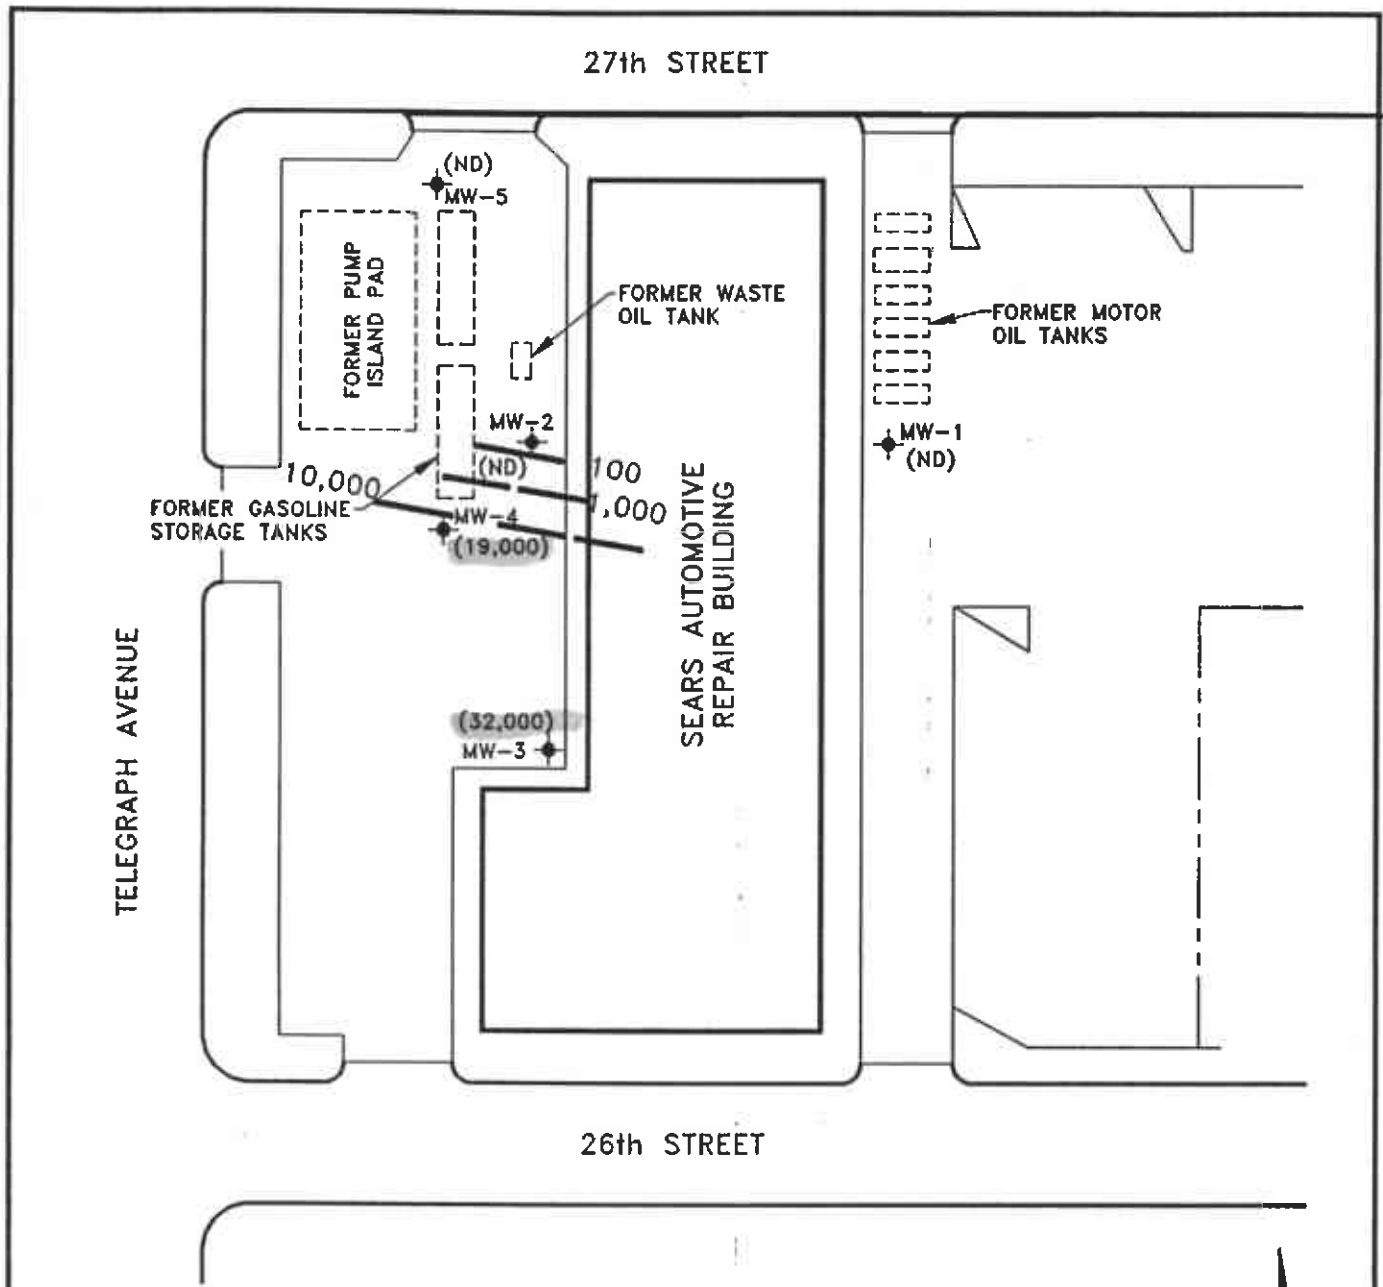 27th STREET
(ND)
MW-5
FORMER PUMP
ISLAND PAD
FORMER WASTE
OIL TANK
FORMER MOTOR
OIL TANKS
MW-2
MW-1
(ND)
(ND)
100
10,000
1,000
FORMER GASOLINE
STORAGE TANKS
MW-4
(19,000)
SEARS AUTOMOTIVE
REPAIR BUILDING
TELEGRAPH AVENUE
(32,000)
MW-3
26th STREET